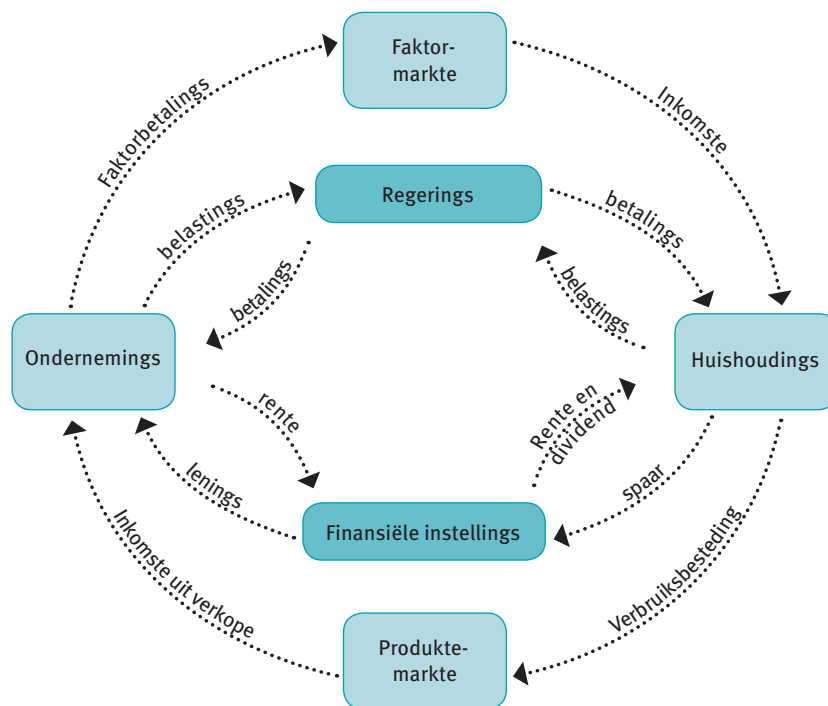 Faktor-
markte
Faktorbetalings
Inkomste
Regerings
belastings
betalings
betalings
belastings
Ondernemings
Huishoudings
rente
Rente en
dividend
lenings
spaar
Finansiële instellings
Inkomste uit verkope
Verbruiksbesteding
Produkte-
markte